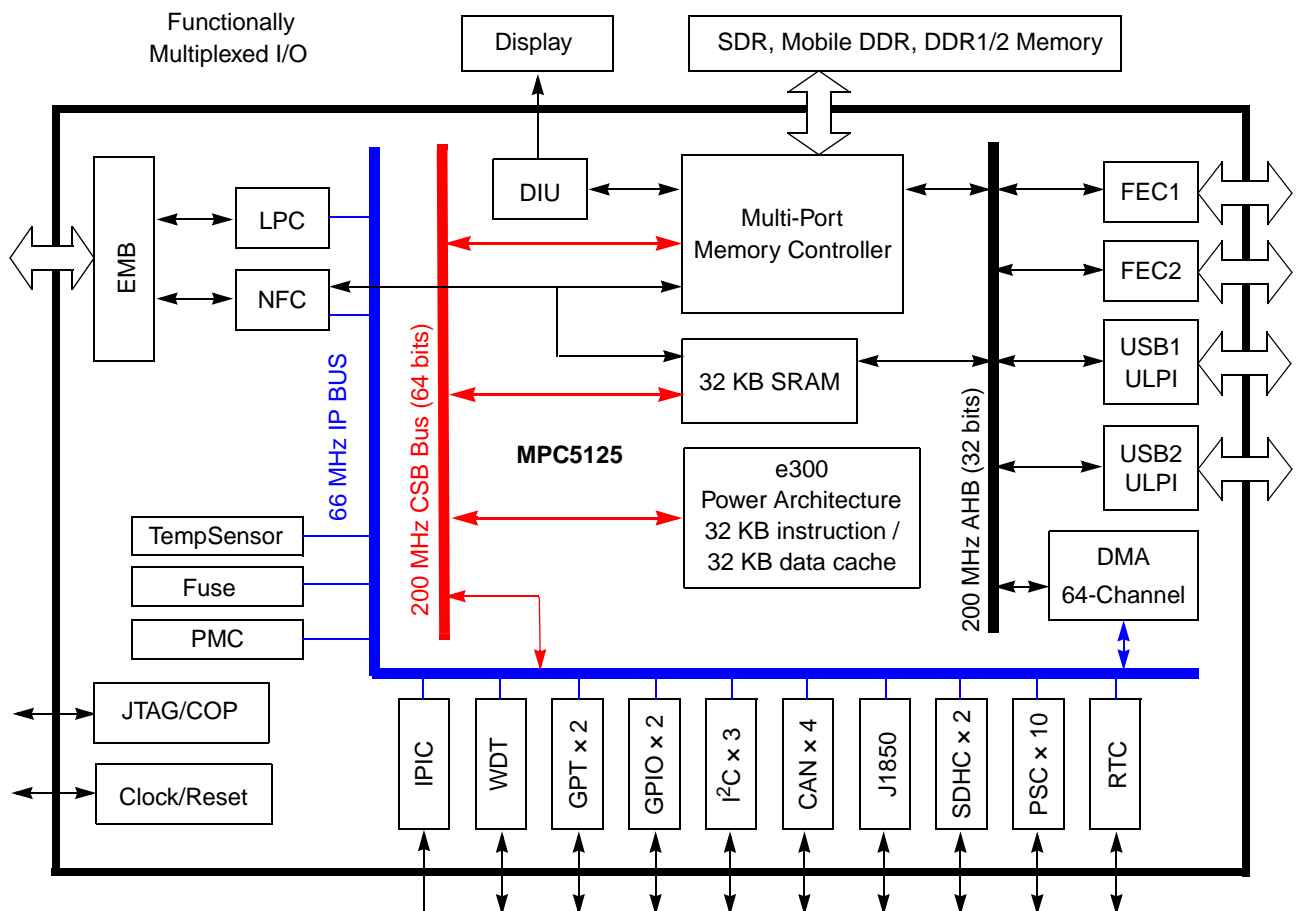 Functionally
Multiplexed I/O
Display
SDR, Mobile DDR, DDR1/2 Memory
EMB
LPC
NFC
DIU
Multi-Port
Memory Controller
FEC1
FEC2
USB1
ULPI
USB2
ULPI
32 KB SRAM
66 MHz IP BUS
200 MHz CSB Bus (64 bits)
MPC5125
e300
Power Architecture
32 KB instruction /
32 KB data cache
200 MHz AHB (32 bits)
DMA
64-Channel
TempSensor
Fuse
PMC
JTAG/COP
Clock/Reset
IPIC
WDT
GPT × 2
GPIO × 2
I²C × 3
CAN × 4
J1850
SDHC × 2
PSC × 10
RTC